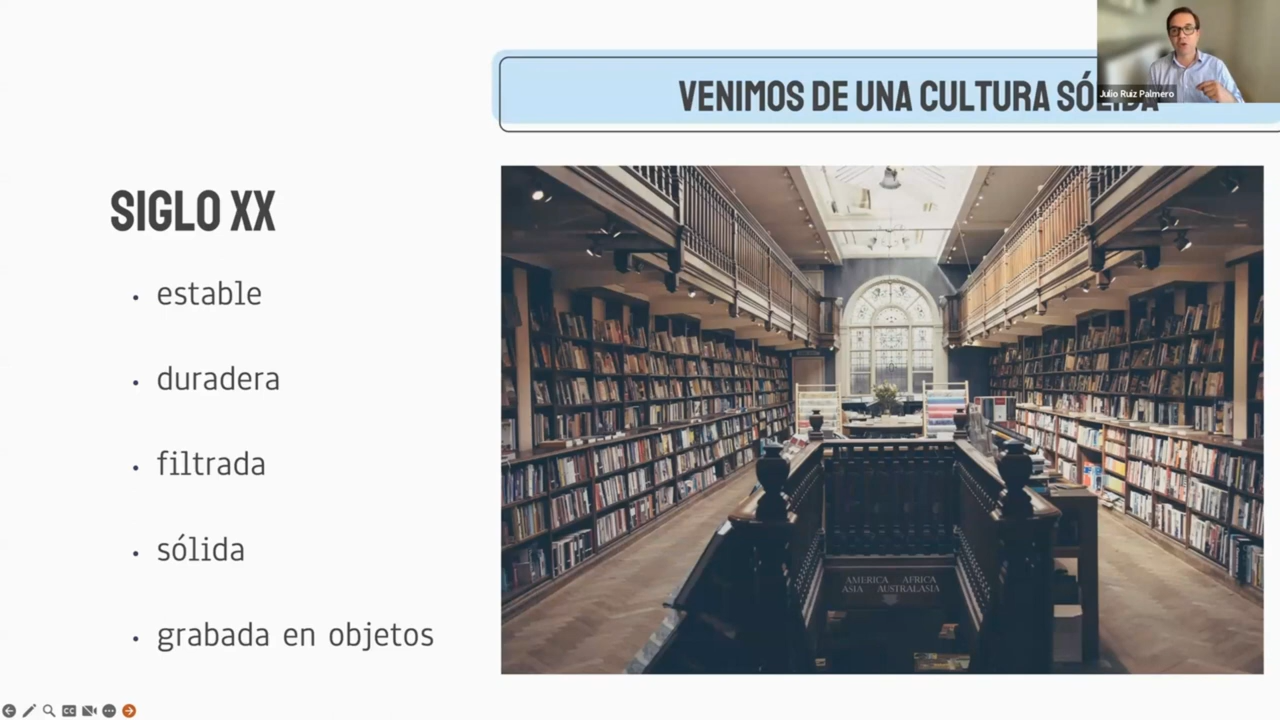 VENIMOS DE UNA CULTURA SÓLIDA
Julio Ruiz Palmero
SIGLO XX
• estable
• duradera
• filtrada
• sólida
• grabada en objetos
AMERICA AFRICA
ASIA AUSTRALASIA
CC